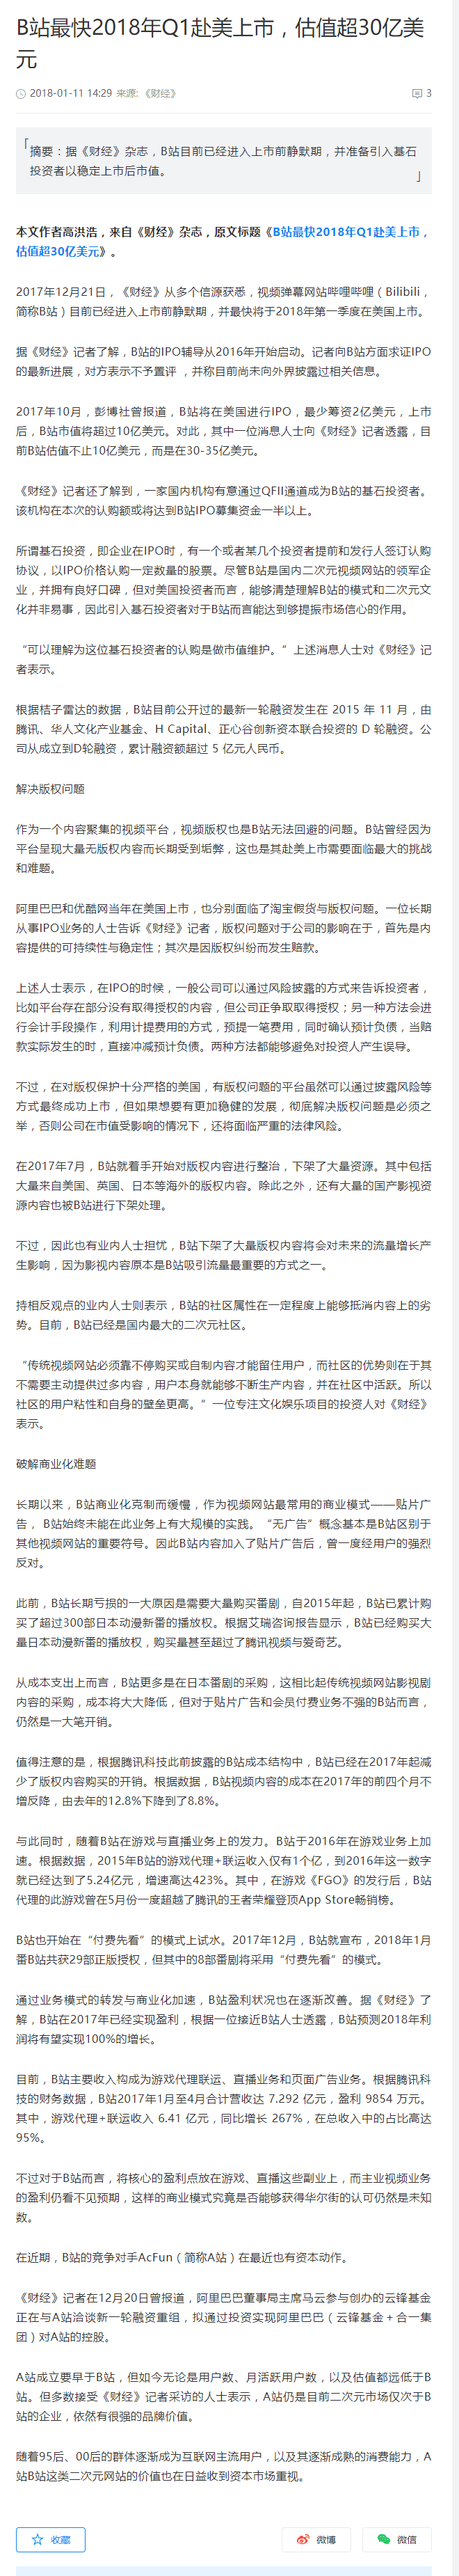 B站最快2018年Q1赴美上市，估值超30亿美
元
2018-01-11 14:29 来源: 《财经》 3
「
摘要：据《财经》杂志，B站目前已经进入上市前静默期，并准备引入基石
投资者以稳定上市后市值。
」
本文作者高洪浩，来自《财经》杂志，原文标题《B站最快2018年Q1赴美上市，
估值超30亿美元》。
2017年12月21日，《财经》从多个信源获悉，视频弹幕网站哔哩哔哩（Bilibili，
简称B站）目前已经进入上市前静默期，并最快将于2018年第一季度在美国上市。
据《财经》记者了解，B站的IPO辅导从2016年开始启动。记者向B站方面求证IPO
的最新进展，对方表示不予置评 ，并称目前尚未向外界披露过相关信息。
2017年10月，彭博社曾报道，B站将在美国进行IPO，最少筹资2亿美元，上市
后，B站市值将超过10亿美元。对此，其中一位消息人士向《财经》记者透露，目
前B站估值不止10亿美元，而是在30-35亿美元。
《财经》记者还了解到，一家国内机构有意通过QFII通道成为B站的基石投资者。
该机构在本次的认购额或将达到B站IPO募集资金一半以上。
所谓基石投资，即企业在IPO时，有一个或者某几个投资者提前和发行人签订认购
协议，以IPO价格认购一定数量的股票。尽管B站是国内二次元视频网站的领军企
业，并拥有良好口碑，但对美国投资者而言，能够清楚理解B站的模式和二次元文
化并非易事，因此引入基石投资者对于B站而言能达到够提振市场信心的作用。
“可以理解为这位基石投资者的认购是做市值维护。”上述消息人士对《财经》记
者表示。
根据桔子雷达的数据，B站目前公开过的最新一轮融资发生在 2015 年 11 月，由
腾讯、华人文化产业基金、H Capital、正心谷创新资本联合投资的 D 轮融资。公
司从成立到D轮融资，累计融资额超过 5 亿元人民币。
解决版权问题
作为一个内容聚集的视频平台，视频版权也是B站无法回避的问题。B站曾经因为
平台呈现大量无版权内容而长期受到垢弊，这也是其赴美上市需要面临最大的挑战
和难题。
阿里巴巴和优酷网当年在美国上市，也分别面临了淘宝假货与版权问题。一位长期
从事IPO业务的人士告诉《财经》记者，版权问题对于公司的影响在于，首先是内
容提供的可持续性与稳定性；其次是因版权纠纷而发生赔款。
上述人士表示，在IPO的时候，一般公司可以通过风险披露的方式来告诉投资者，
比如平台存在部分没有取得授权的内容，但公司正争取取得授权；另一种方法会进
行会计手段操作，利用计提费用的方式，预提一笔费用，同时确认预计负债，当赔
款实际发生的时，直接冲减预计负债。两种方法都能够避免对投资人产生误导。
不过，在对版权保护十分严格的美国，有版权问题的平台虽然可以通过披露风险等
方式最终成功上市，但如果想要有更加稳健的发展，彻底解决版权问题是必须之
举，否则公司在市值受影响的情况下，还将面临严重的法律风险。
在2017年7月，B站就着手开始对版权内容进行整治，下架了大量资源。其中包括
大量来自美国、英国、日本等海外的版权内容。除此之外，还有大量的国产影视资
源内容也被B站进行下架处理。
不过，因此也有业内人士担忧，B站下架了大量版权内容将会对未来的流量增长产
生影响，因为影视内容原本是B站吸引流量最重要的方式之一。
持相反观点的业内人士则表示，B站的社区属性在一定程度上能够抵消内容上的劣
势。目前，B站已经是国内最大的二次元社区。
“传统视频网站必须靠不停购买或自制内容才能留住用户，而社区的优势则在于其
不需要主动提供过多内容，用户本身就能够不断生产内容，并在社区中活跃。所以
社区的用户粘性和自身的壁垒更高。”一位专注文化娱乐项目的投资人对《财经》
表示。
破解商业化难题
长期以来，B站商业化克制而缓慢，作为视频网站最常用的商业模式——贴片广
告， B站始终未能在此业务上有大规模的实践。“无广告”概念基本是B站区别于
其他视频网站的重要符号。因此B站内容加入了贴片广告后，曾一度经用户的强烈
反对。
此前，B站长期亏损的一大原因是需要大量购买番剧，自2015年起，B站已累计购
买了超过300部日本动漫新番的播放权。根据艾瑞咨询报告显示，B站已经购买大
量日本动漫新番的播放权，购买量甚至超过了腾讯视频与爱奇艺。
从成本支出上而言，B站更多是在日本番剧的采购，这相比起传统视频网站影视剧
内容的采购，成本将大大降低，但对于贴片广告和会员付费业务不强的B站而言，
仍然是一大笔开销。
值得注意的是，根据腾讯科技此前披露的B站成本结构中，B站已经在2017年起减
少了版权内容购买的开销。根据数据，B站视频内容的成本在2017年的前四个月不
增反降，由去年的12.8%下降到了8.8%。
与此同时，随着B站在游戏与直播业务上的发力。B站于2016年在游戏业务上加
速。根据数据，2015年B站的游戏代理+联运收入仅有1个亿，到2016年这一数字
就已经达到了5.24亿元，增速高达423%。其中，在游戏《FGO》的发行后，B站
代理的此游戏曾在5月份一度超越了腾讯的王者荣耀登顶App Store畅销榜。
B站也开始在“付费先看”的模式上试水。2017年12月，B站就宣布，2018年1月
番B站共获29部正版授权，但其中的8部番剧将采用“付费先看”的模式。
通过业务模式的转发与商业化加速，B站盈利状况也在逐渐改善。据《财经》了
解，B站在2017年已经实现盈利，根据一位接近B站人士透露，B站预测2018年利
润将有望实现100%的增长。
目前，B站主要收入构成为游戏代理联运、直播业务和页面广告业务。根据腾讯科
技的财务数据，B站2017年1月至4月合计营收达 7.292 亿元，盈利 9854 万元。
其中，游戏代理+联运收入 6.41 亿元，同比增长 267%，在总收入中的占比高达
95%。
不过对于B站而言，将核心的盈利点放在游戏、直播这些副业上，而主业视频业务
的盈利仍看不见预期，这样的商业模式究竟是否能够获得华尔街的认可仍然是未知
数。
在近期，B站的竞争对手AcFun（简称A站）在最近也有资本动作。
《财经》记者在12月20日曾报道，阿里巴巴董事局主席马云参与创办的云锋基金
正在与A站洽谈新一轮融资重组，拟通过投资实现阿里巴巴（云锋基金＋合一集
团）对A站的控股。
A站成立要早于B站，但如今无论是用户数、月活跃用户数，以及估值都远低于B
站。但多数接受《财经》记者采访的人士表示，A站仍是目前二次元市场仅次于B
站的企业，依然有很强的品牌价值。
随着95后、00后的群体逐渐成为互联网主流用户，以及其逐渐成熟的消费能力，A
站B站这类二次元网站的价值也在日益收到资本市场重视。
收藏 微博 微信